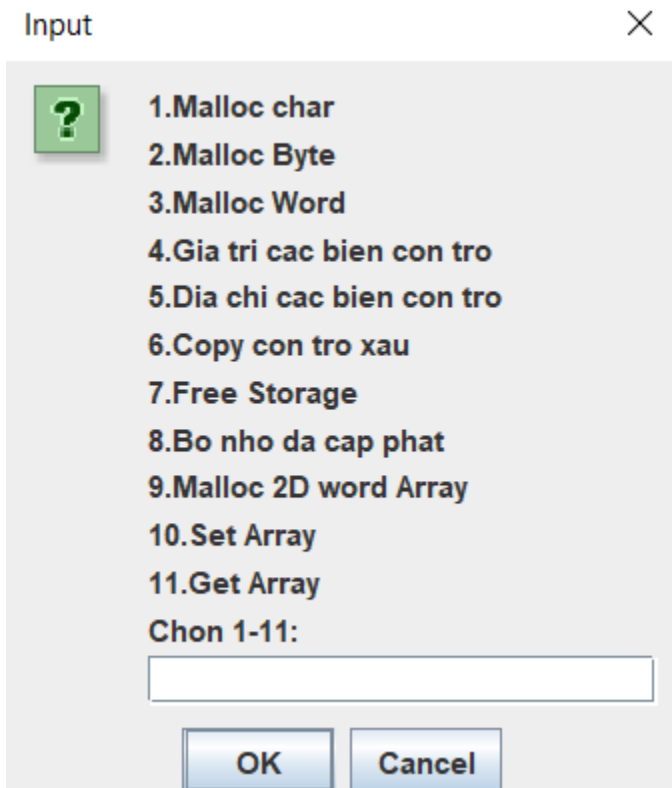 Input
1.Malloc char
2.Malloc Byte
3.Malloc Word
4.Gia tri cac bien con tro
5.Dia chi cac bien con tro
6.Copy con tro xau
7.Free Storage
8.Bo nho da cap phat
9.Malloc 2D word Array
10.Set Array
11.Get Array
Chon 1-11:
OK Cancel